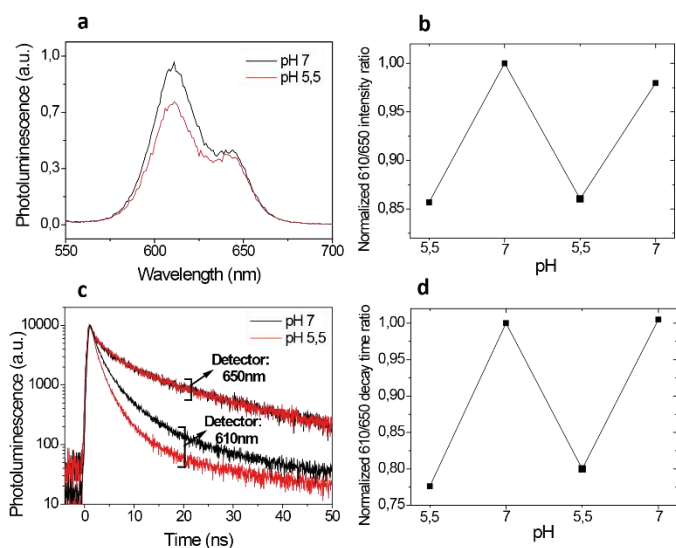 a
Photoluminescence (a.u.)
1,0
0,7
0,3
0,0
pH 7
pH 5,5
550 600 650 700
Wavelength (nm)
b
Normalized 610/650 intensity ratio
1,00
0,95
0,90
0,85
5,5 7 5,5 7
pH
c
Photoluminescence (a.u.)
10000
1000
100
10
pH 7
pH 5,5
Detector:
650nm
Detector:
610nm
0 10 20 30 40 50
Time (ns)
d
Normalized 610/650 decay time ratio
1,00
0,95
0,90
0,85
0,80
0,75
5,5 7 5,5 7
pH